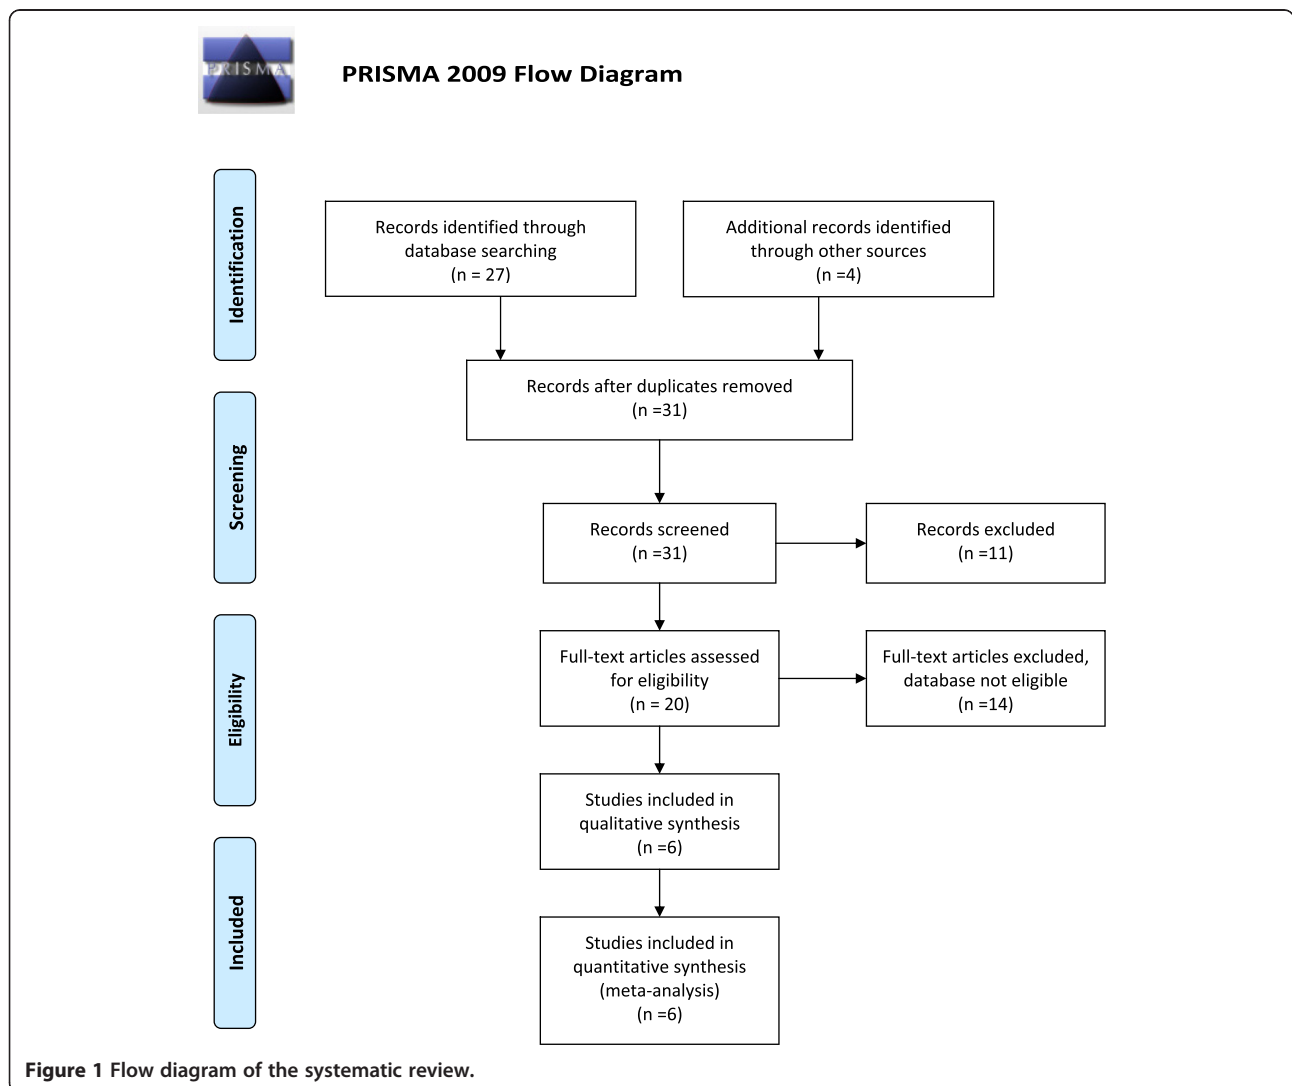 PRISMA
PRISMA 2009 Flow Diagram
Identification
Records identified through
database searching
(n = 27)
Additional records identified
through other sources
(n =4)
Records after duplicates removed
(n =31)
Screening
Records screened
(n =31)
Records excluded
(n =11)
Eligibility
Full-text articles assessed
for eligibility
(n = 20)
Full-text articles excluded,
database not eligible
(n =14)
Studies included in
qualitative synthesis
(n =6)
Included
Studies included in
quantitative synthesis
(meta-analysis)
(n =6)
Figure 1 Flow diagram of the systematic review.